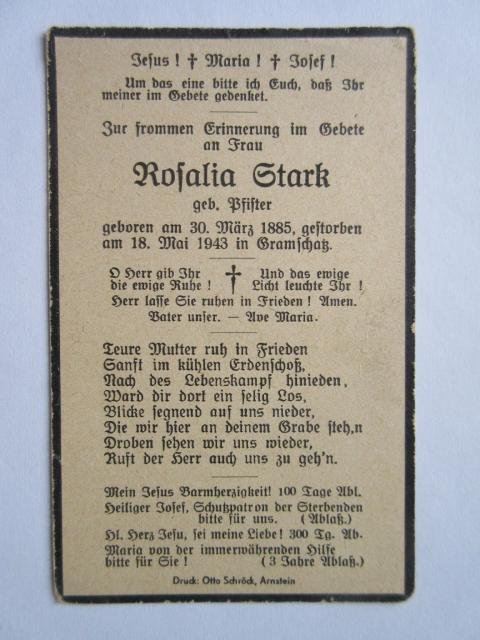 Jesus! ✝ Maria! ✝ Josef!
Um das eine bitte ich Euch, daß Ihr
meiner im Gebete gedenket.
Zur frommen Erinnerung im Gebete
an Frau
Rosalia Stark
geb. Pfister
geboren am 30. März 1885, gestorben
am 18. Mai 1943 in Gramschatz.
O Herr gib Ihr ✝ Und das ewige
die ewige Ruhe! Licht leuchte Ihr!
Herr lasse Sie ruhen in Frieden! Amen.
Vater unser. — Ave Maria.
Teure Mutter ruh in Frieden
Sanft im kühlen Erdenschoß,
Nach des Lebenskampf hinieden,
Ward dir dort ein selig Los,
Blicke segnend auf uns nieder,
Die wir hier an deinem Grabe steh,n
Droben sehen wir uns wieder,
Ruft der Herr auch uns zu geh'n.
Mein Jesus Barmherzigkeit! 100 Tage Abl.
Heiliger Josef, Schutzpatron der Sterbenden
bitte für uns. (Ablaß.)
Hl. Herz Jesu, sei meine Liebe! 300 Tg. Ab.
Maria von der immerwährenden Hilfe
bitte für Sie! (3 Jahre Ablaß.)
Druck: Otto Schröck, Arnstein